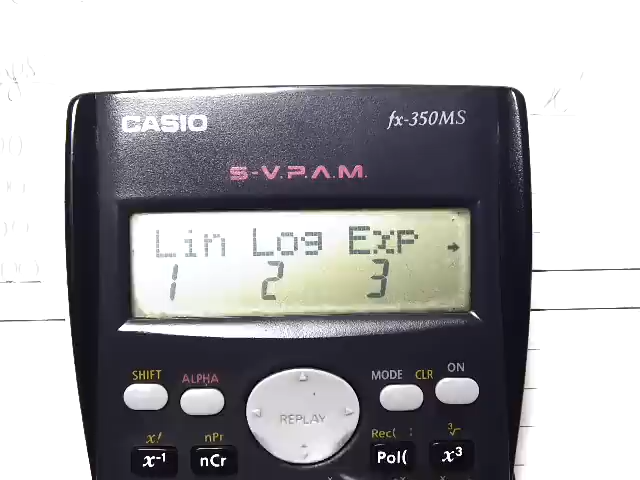 CASIO fx-350MS
S-V.P.A.M.
Lin Log Exp →
1 2 3
SHIFT ALPHA MODE CLR ON
REPLAY
x! nPr Rec( : ³√
x⁻¹ nCr Pol( x³